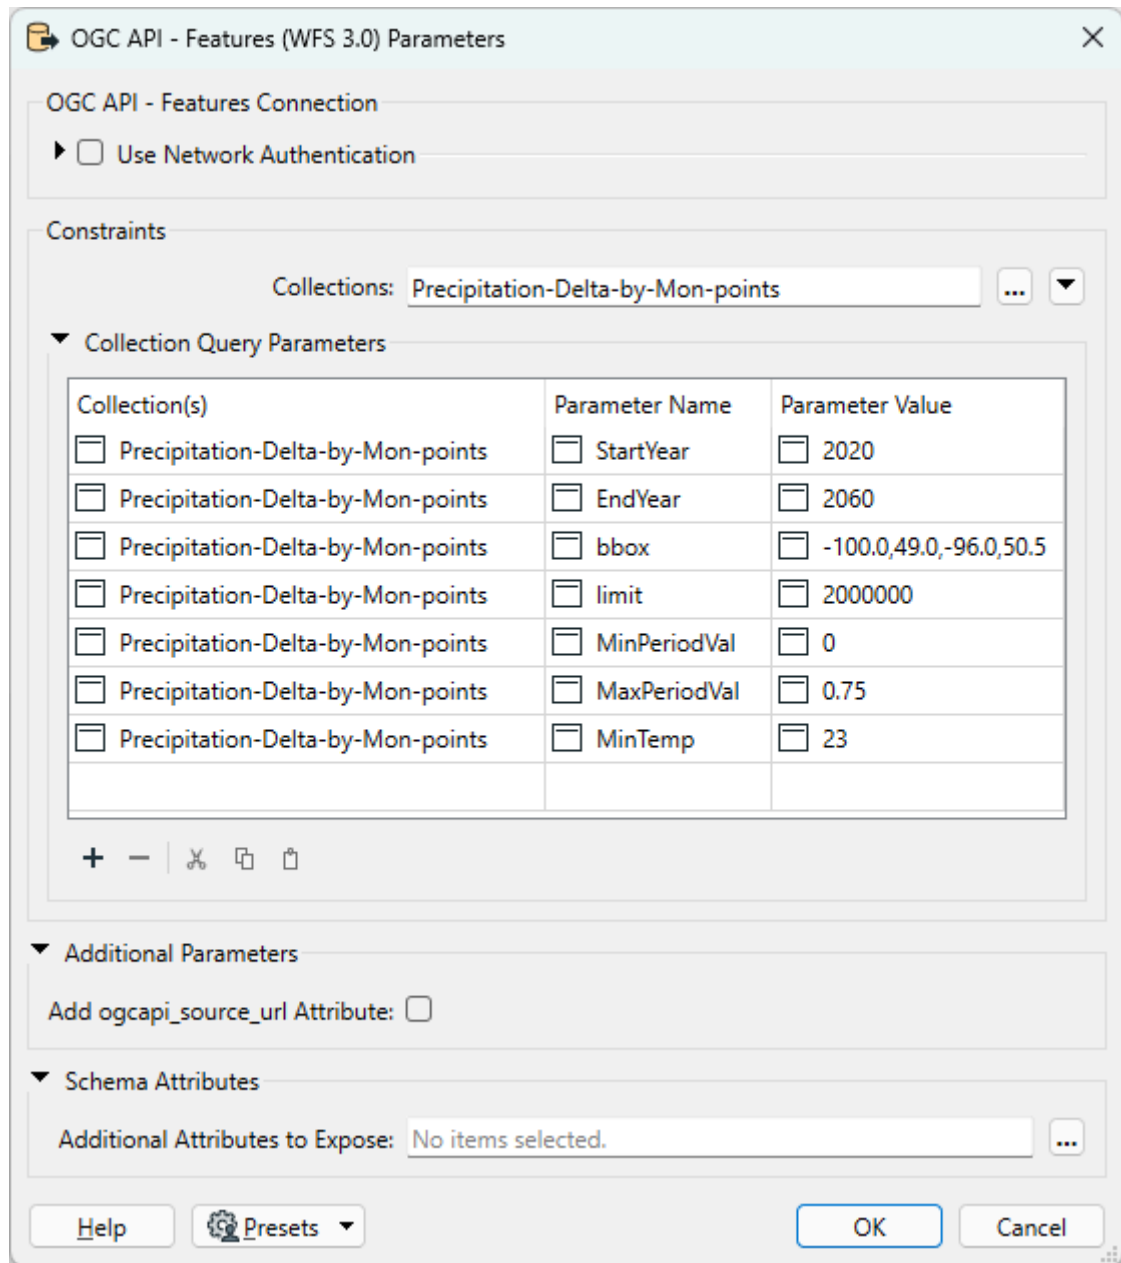 OGC API - Features (WFS 3.0) Parameters
OGC API - Features Connection
Use Network Authentication
Constraints
Collections: Precipitation-Delta-by-Mon-points ...
Collection Query Parameters
Collection(s) Parameter Name Parameter Value
Precipitation-Delta-by-Mon-points StartYear 2020
Precipitation-Delta-by-Mon-points EndYear 2060
Precipitation-Delta-by-Mon-points bbox -100.0,49.0,-96.0,50.5
Precipitation-Delta-by-Mon-points limit 2000000
Precipitation-Delta-by-Mon-points MinPeriodVal 0
Precipitation-Delta-by-Mon-points MaxPeriodVal 0.75
Precipitation-Delta-by-Mon-points MinTemp 23
Additional Parameters
Add ogcapi_source_url Attribute:
Schema Attributes
Additional Attributes to Expose: No items selected. ...
Help Presets OK Cancel